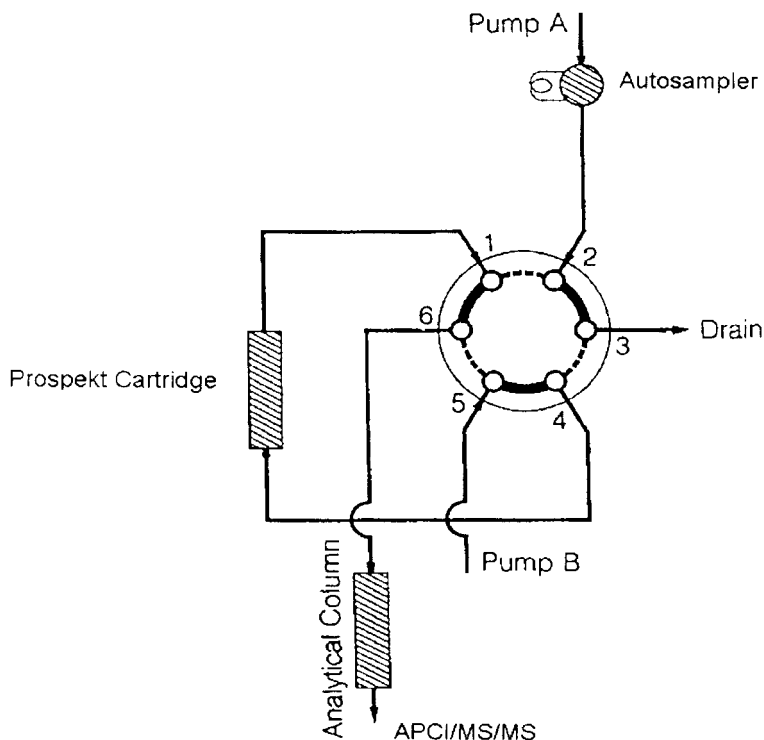 Pump A
Autosampler
1
2
6
3
Drain
Prospekt Cartridge
5
4
Pump B
Analytical Column
APCI/MS/MS